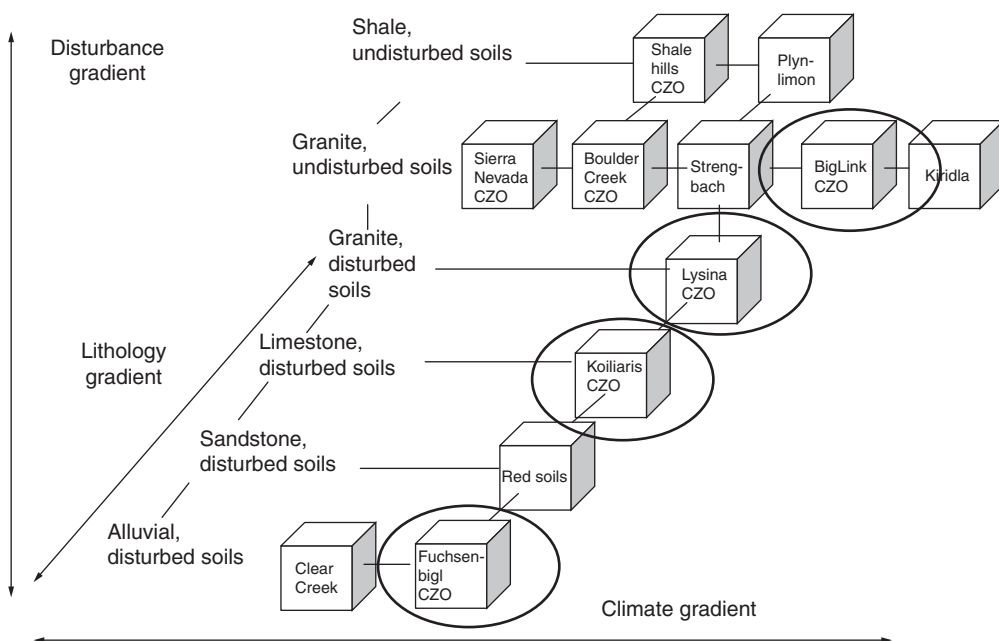 Disturbance
gradient
Shale,
undisturbed soils
Shale
hills
CZO
Plyn-
limon
Granite,
undisturbed soils
Sierra
Nevada
CZO
Boulder
Creek
CZO
Streng-
bach
BigLink
CZO
Kiridla
Granite,
disturbed
soils
Lysina
CZO
Lithology
gradient
Limestone,
disturbed soils
Koiliaris
CZO
Sandstone,
disturbed soils
Red soils
Alluvial,
disturbed soils
Clear
Creek
Fuchsen-
bigl
CZO
Climate gradient